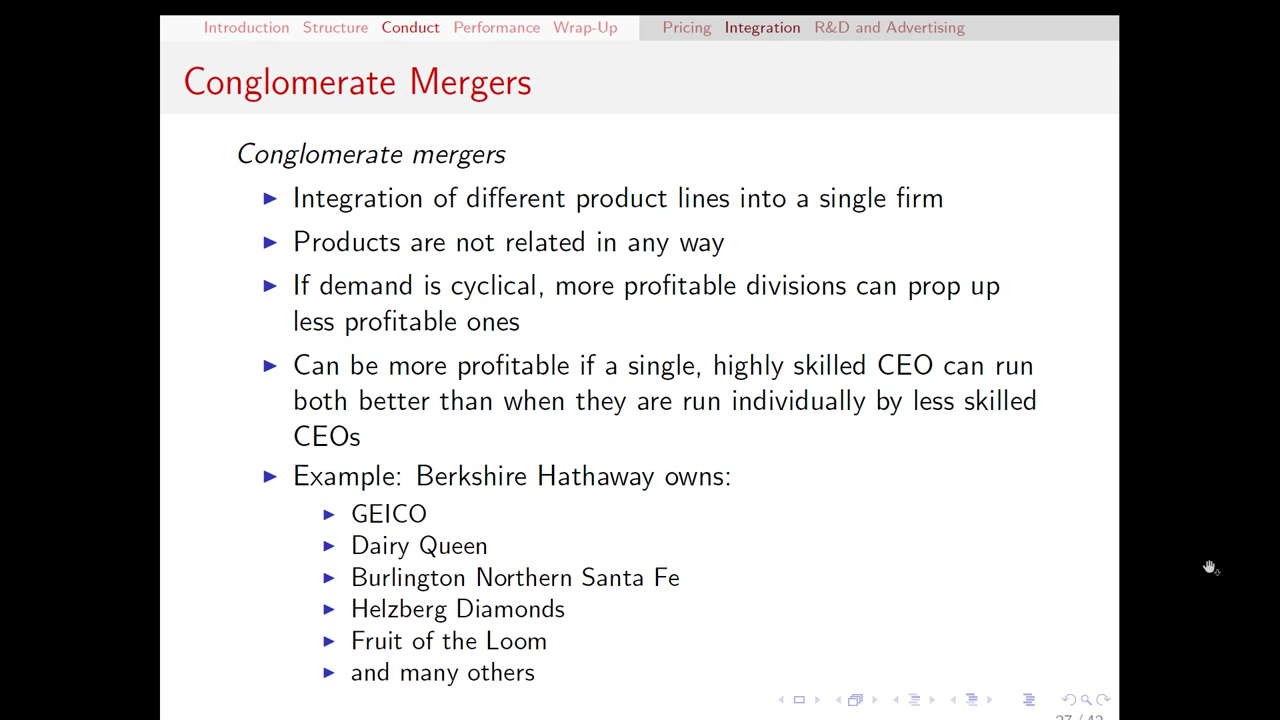 Introduction Structure Conduct Performance Wrap-Up Pricing Integration R&D and Advertising
Conglomerate Mergers
Conglomerate mergers
Integration of different product lines into a single firm
Products are not related in any way
If demand is cyclical, more profitable divisions can prop up
less profitable ones
Can be more profitable if a single, highly skilled CEO can run
both better than when they are run individually by less skilled
CEOs
Example: Berkshire Hathaway owns:
GEICO
Dairy Queen
Burlington Northern Santa Fe
Helzberg Diamonds
Fruit of the Loom
and many others